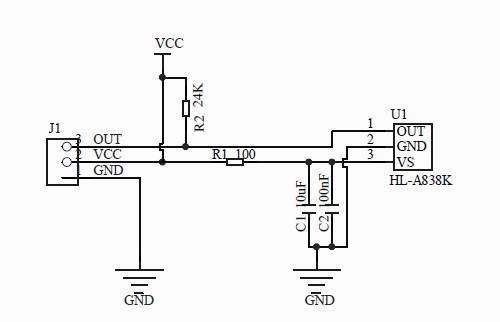 VCC
R2 24K
J1
3 OUT
2 VCC
1 GND
R1 100
C1 10uF
C2 100nF
U1
1 OUT
2 GND
3 VS
HL-A838K
GND
GND